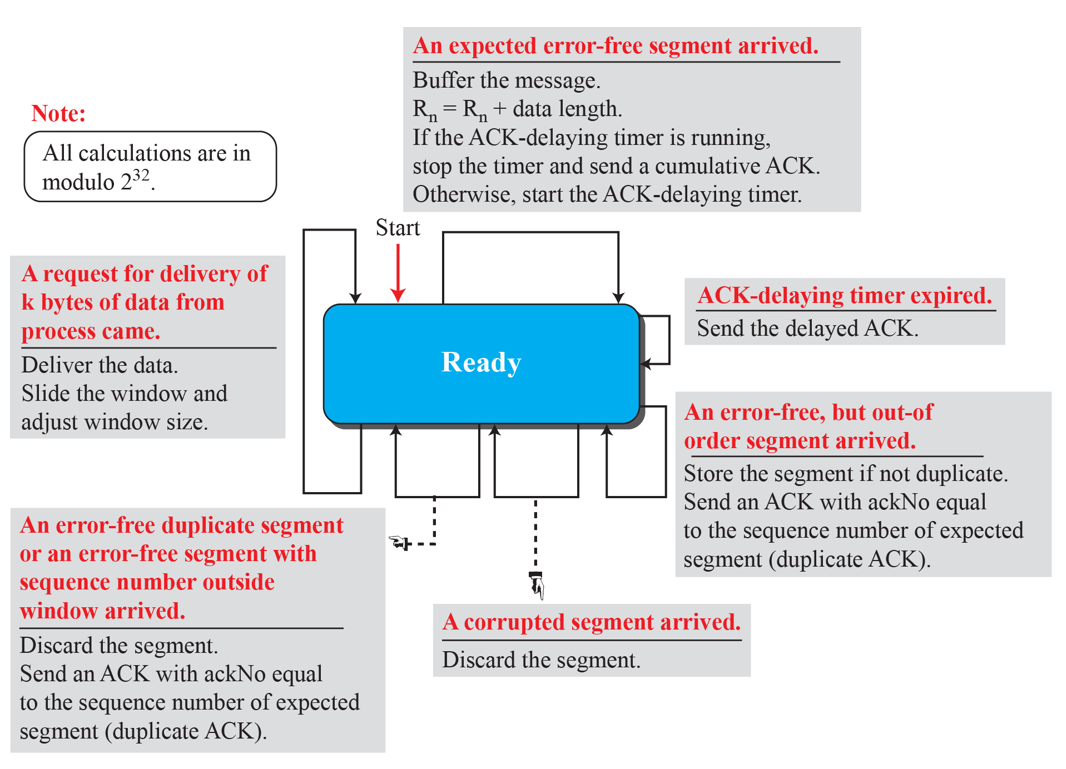 An expected error-free segment arrived.
Buffer the message.
Rn = Rn + data length.
If the ACK-delaying timer is running,
stop the timer and send a cumulative ACK.
Otherwise, start the ACK-delaying timer.
Note:
All calculations are in
modulo 2^32.
Start
A request for delivery of
k bytes of data from
process came.
Deliver the data.
Slide the window and
adjust window size.
Ready
ACK-delaying timer expired.
Send the delayed ACK.
An error-free, but out-of
order segment arrived.
Store the segment if not duplicate.
Send an ACK with ackNo equal
to the sequence number of expected
segment (duplicate ACK).
An error-free duplicate segment
or an error-free segment with
sequence number outside
window arrived.
Discard the segment.
Send an ACK with ackNo equal
to the sequence number of expected
segment (duplicate ACK).
A corrupted segment arrived.
Discard the segment.